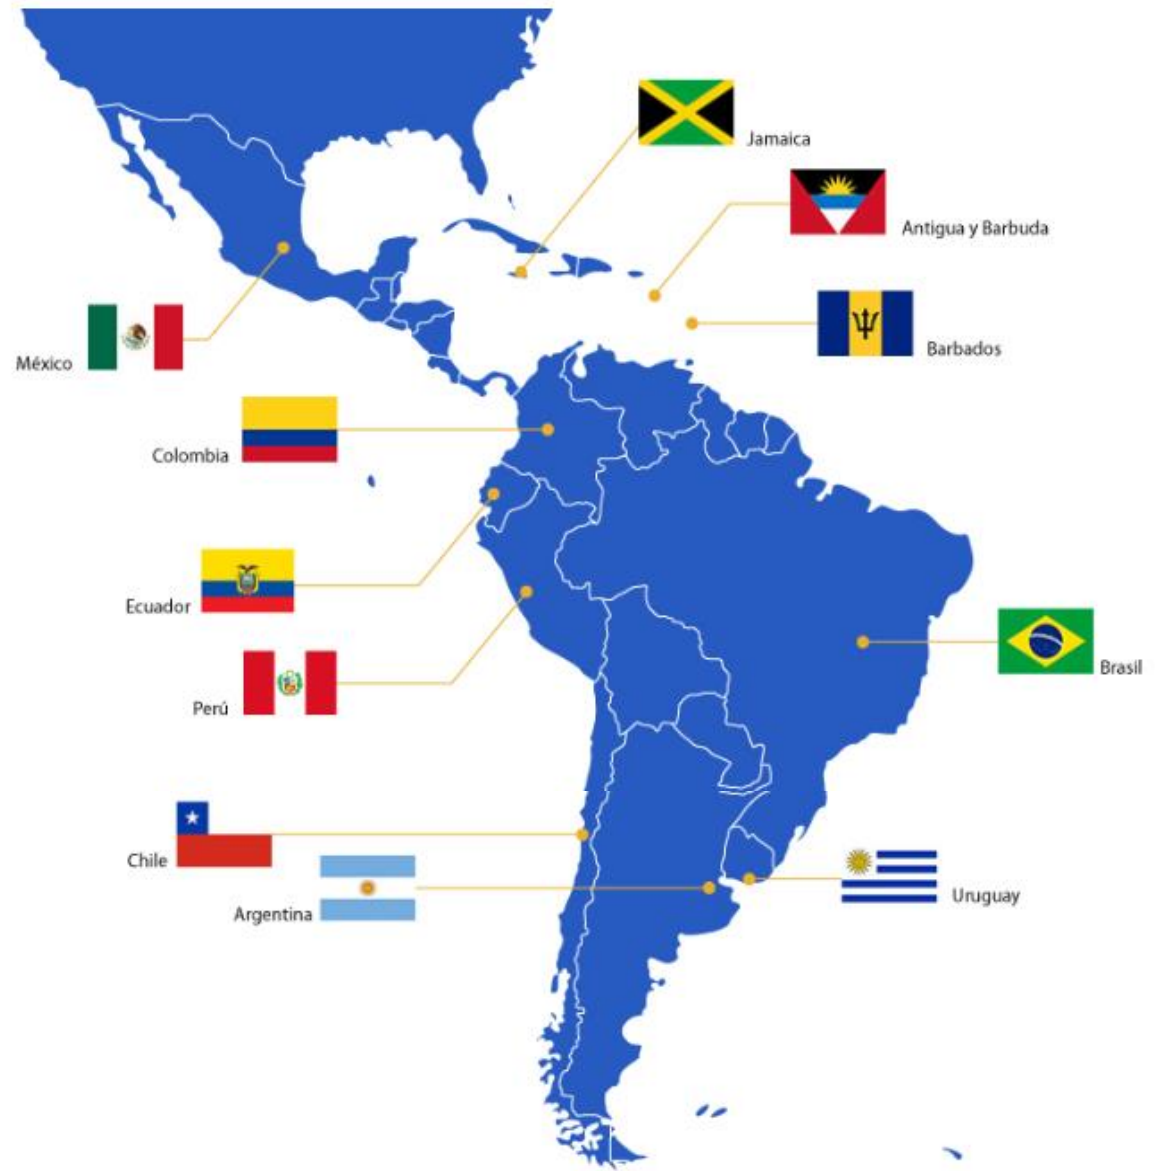 Jamaica
Antigua y Barbuda
Barbados
México
Colombia
Ecuador
Perú
Brasil
Chile
Argentina
Uruguay